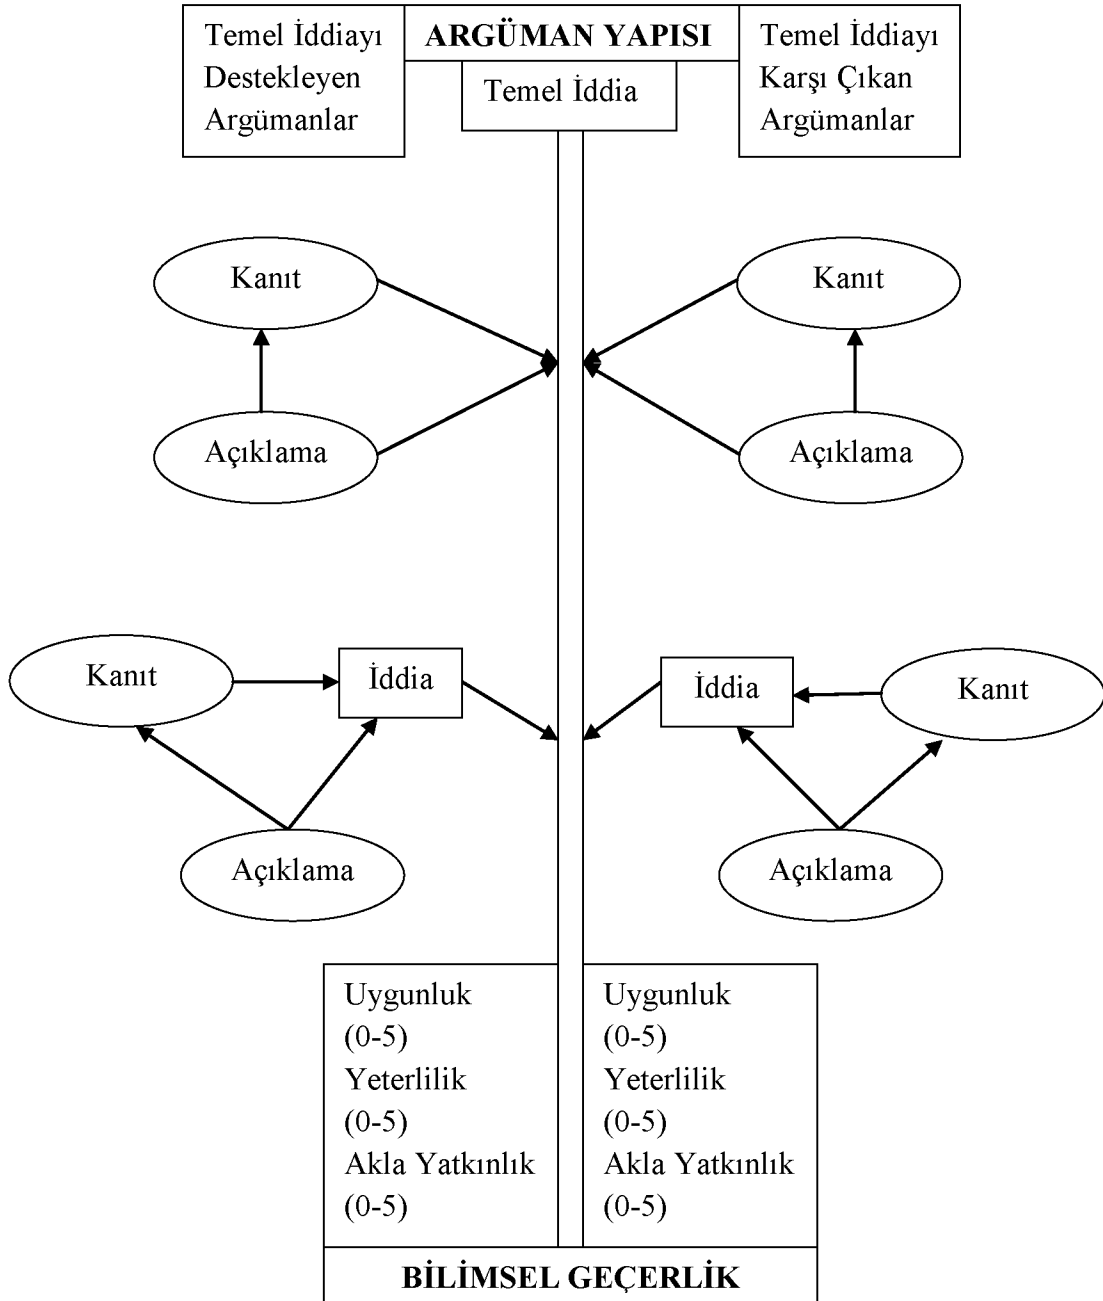 Temel İddiayı
Destekleyen
Argümanlar
ARGÜMAN YAPISI
Temel İddia
Temel İddiayı
Karşı Çıkan
Argümanlar
Kanıt
Kanıt
Açıklama
Açıklama
Kanıt
İddia
İddia
Kanıt
Açıklama
Açıklama
Uygunluk
(0-5)
Yeterlilik
(0-5)
Akla Yatkınlık
(0-5)
Uygunluk
(0-5)
Yeterlilik
(0-5)
Akla Yatkınlık
(0-5)
BİLİMSEL GEÇERLİK